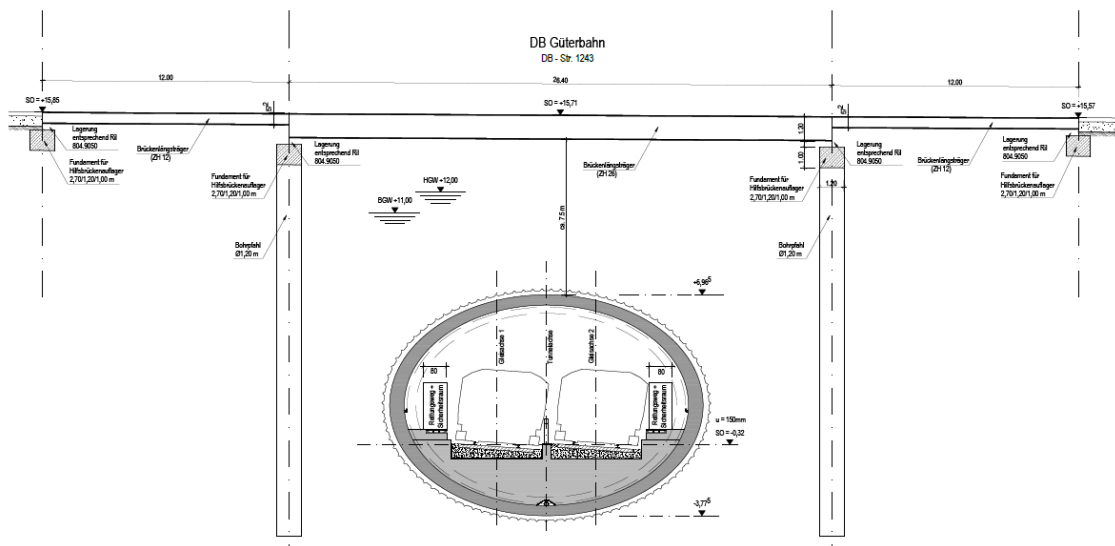 DB Güterbahn
DB - Str. 1243
12.00
26,40
12.00
SO = +15,85
SO = +15,71
SO = +15,57
Lagerung
entsprechend Ril
804.9050
Brückenlängsträger
(ZH 12)
Fundament für
Hilfsbrückenauflager
2,70/1,20/1,00 m
Lagerung
entsprechend Ril
804.9050
Fundament für
Hilfsbrückenauflager
2,70/1,20/1,00 m
Brückenlängsträger
(ZH 26)
1,20
1,00
Lagerung
entsprechend Ril
804.9050
Brückenlängsträger
(ZH 12)
Lagerung
entsprechend Ril
804.9050
Fundament für
Hilfsbrückenauflager
2,70/1,20/1,00 m
Fundament für
Hilfsbrückenauflager
2,70/1,20/1,00 m
1,20
HGW +12,00
BGW +11,00
ca. 7.5 m
Bohrpfahl
Ø1,20 m
Bohrpfahl
Ø1,20 m
+6,96⁵
Gleisachse 1
Tunnelachse
Gleisachse 2
80
80
Rettungsweg +
Sicherheitsraum
Rettungsweg +
Sicherheitsraum
u = 150mm
SO = -0,32
-3,77⁵